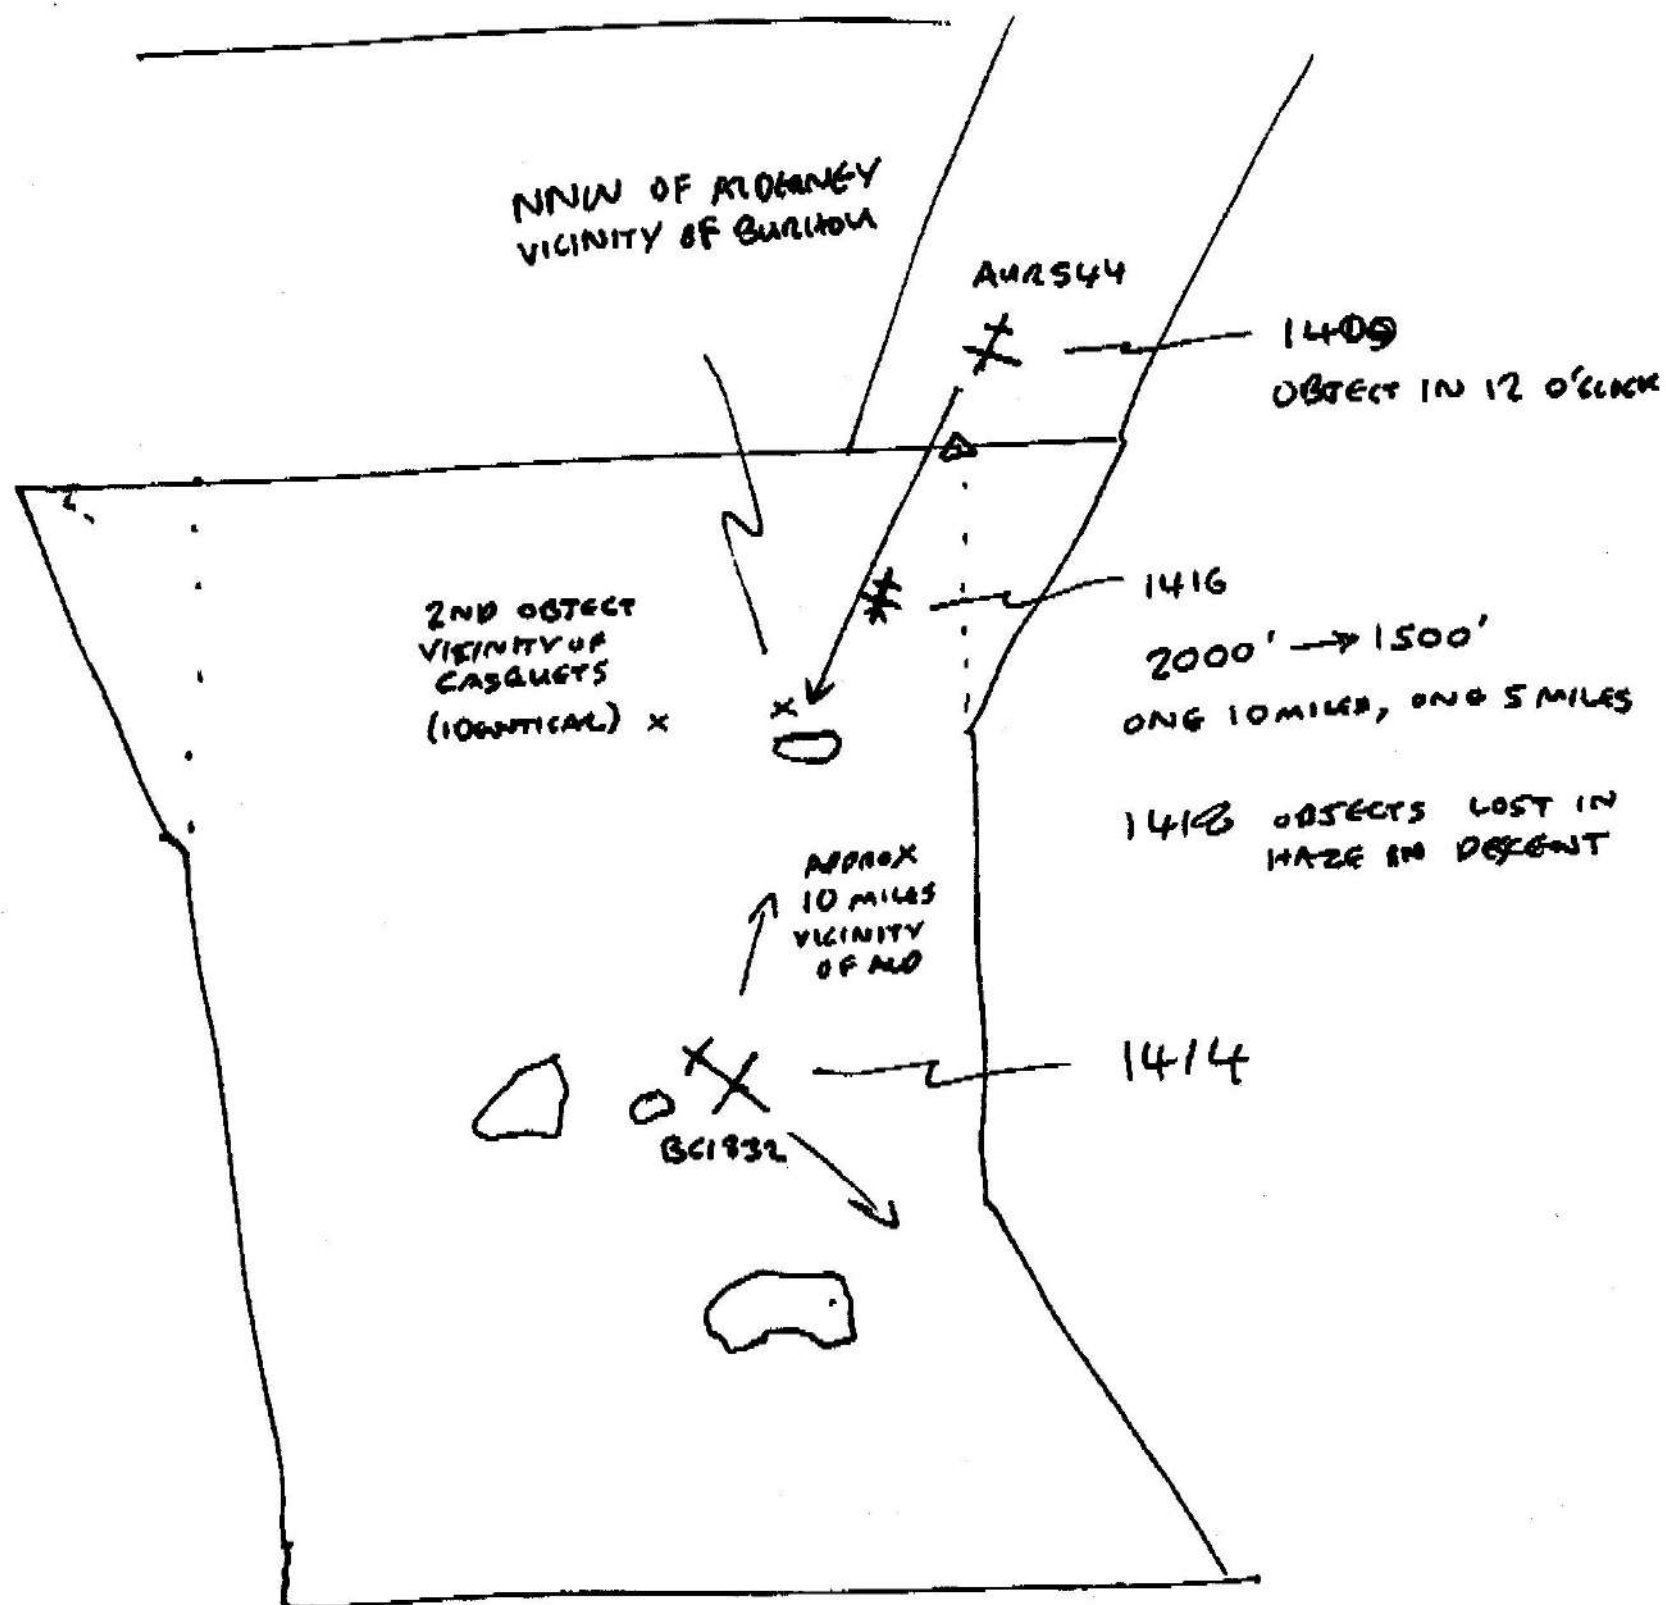 NNW OF ALDERNEY
VICINITY OF BURHOU
AUR544
OBJECT IN 12 O'CLOCK
1416
2000' → 1500'
ONE 10 MILES, ONE 5 MILES
1418 OBJECTS LOST IN
HAZE IN DESCENT
2ND OBJECT
VICINITY OF
CASQUETS
(IDENTICAL) x
APPROX
10 MILES
VICINITY
OF ALD
1414
BCI832